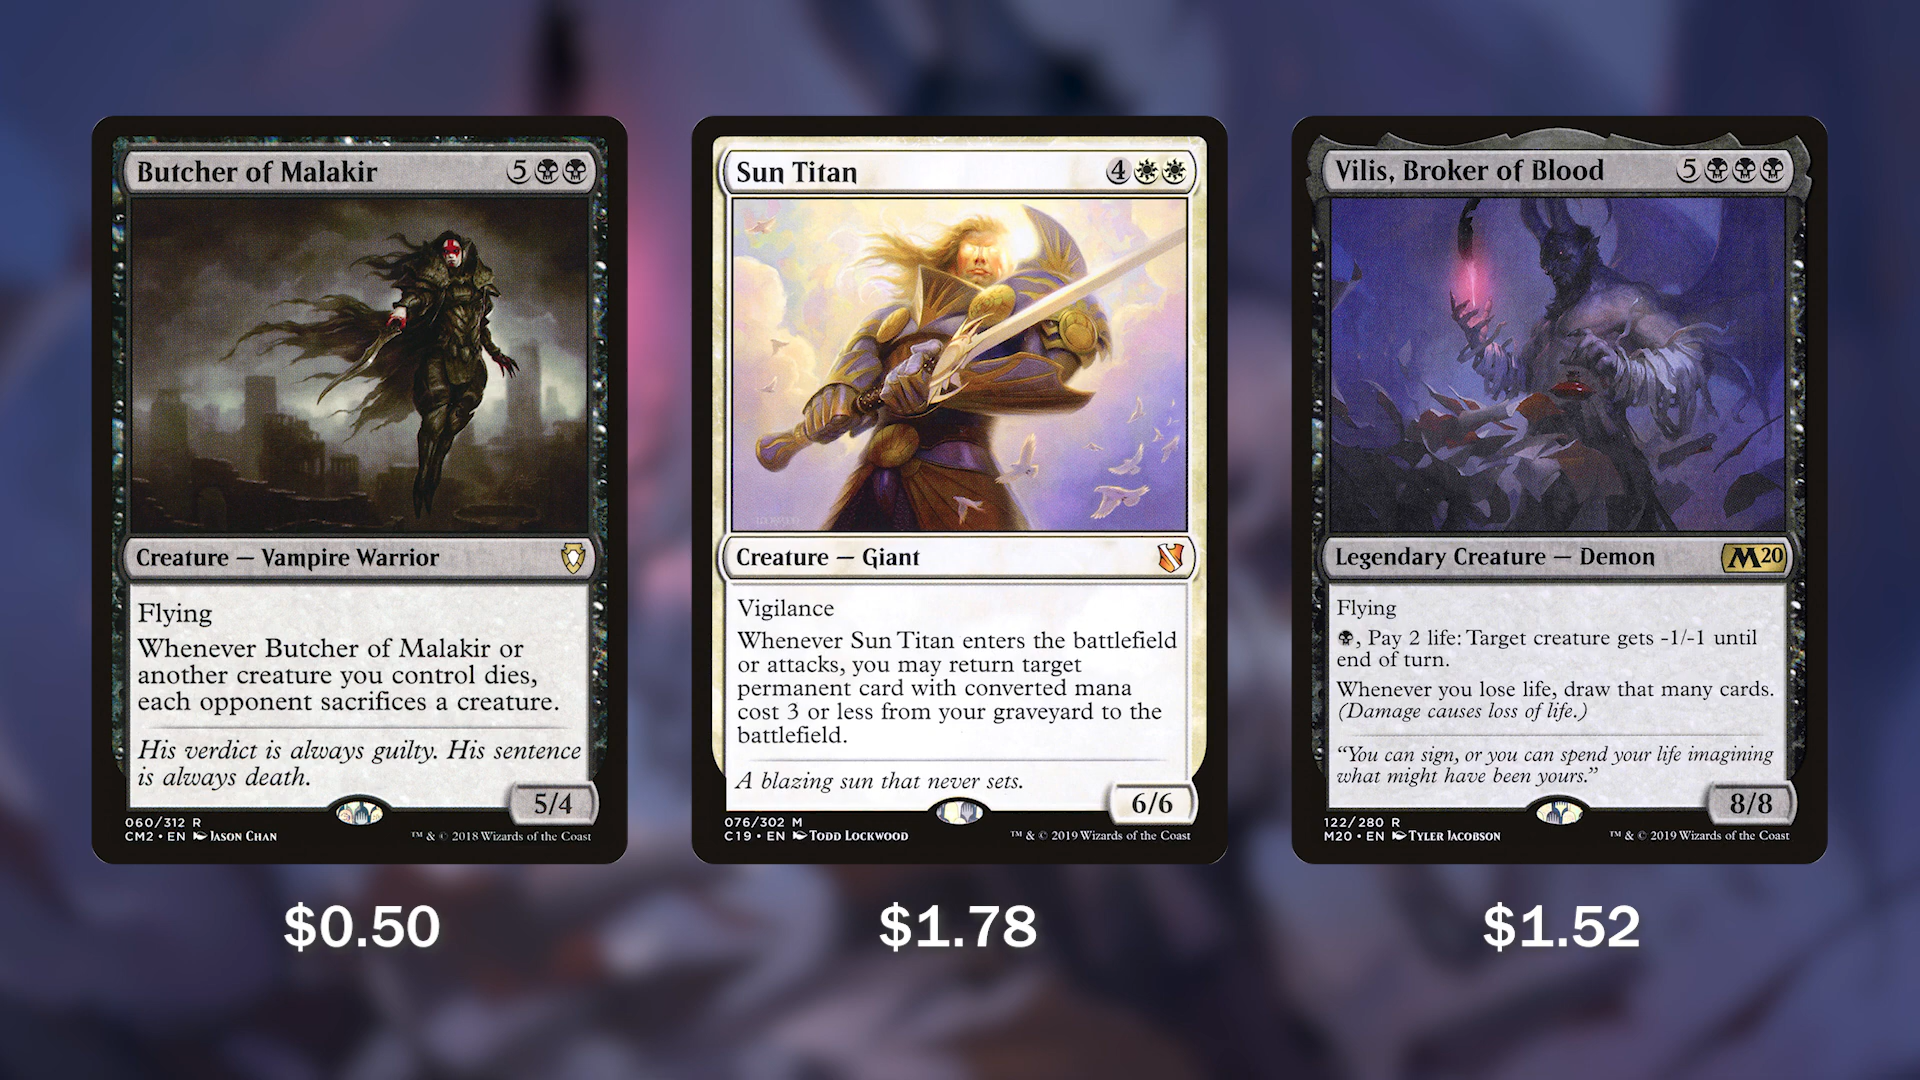 Butcher of Malakir 5
Creature — Vampire Warrior
Flying
Whenever Butcher of Malakir or
another creature you control dies,
each opponent sacrifices a creature.
His verdict is always guilty. His sentence
is always death.
5/4
060/312 R
CM2 • EN Jason Chan
™ & © 2018 Wizards of the Coast
$0.50
Sun Titan 4
Creature — Giant
Vigilance
Whenever Sun Titan enters the battlefield
or attacks, you may return target
permanent card with converted mana
cost 3 or less from your graveyard to the
battlefield.
A blazing sun that never sets.
6/6
076/302 M
C19 • EN Todd Lockwood
™ & © 2019 Wizards of the Coast
$1.78
Vilis, Broker of Blood 5
Legendary Creature — Demon M20
Flying
, Pay 2 life: Target creature gets -1/-1 until
end of turn.
Whenever you lose life, draw that many cards.
(Damage causes loss of life.)
“You can sign, or you can spend your life imagining
what might have been yours.”
8/8
122/280 R
M20 • EN Tyler Jacobson
™ & © 2019 Wizards of the Coast
$1.52